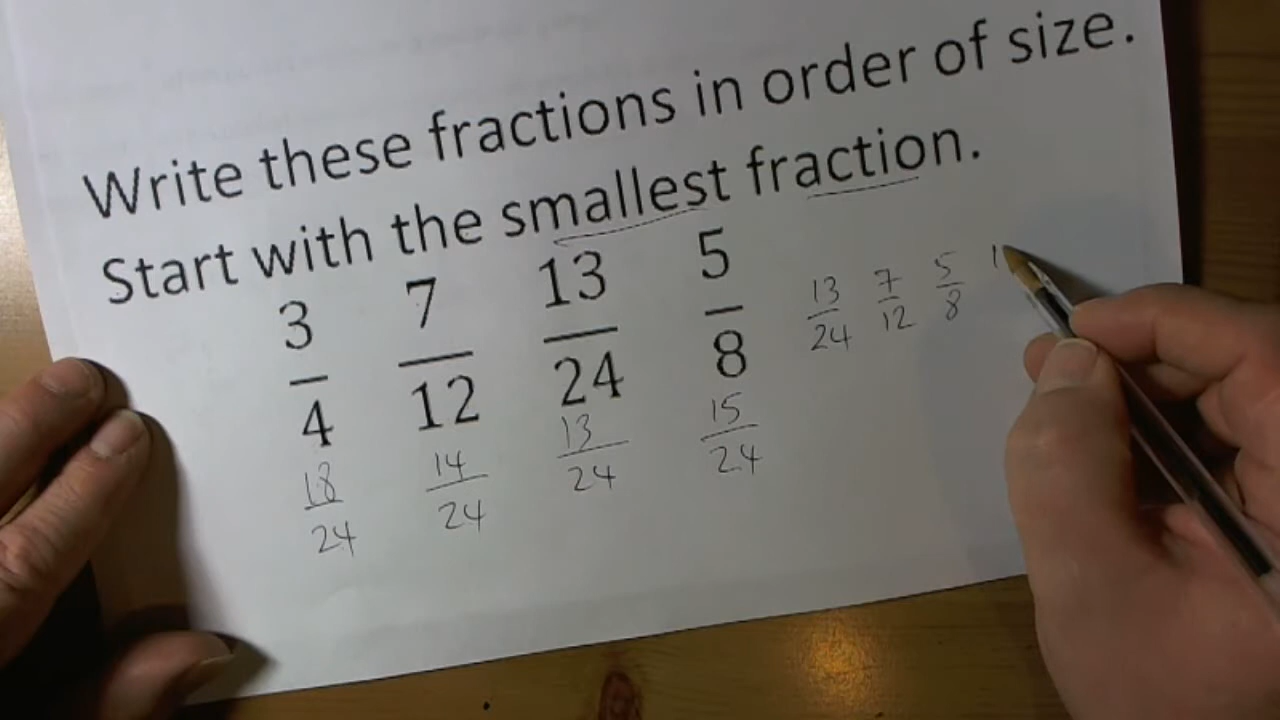 Write these fractions in order of size.
Start with the smallest fraction.
3/4 7/12 13/24 5/8
18/24 14/24 13/24 15/24
13/24 7/12 5/8 1